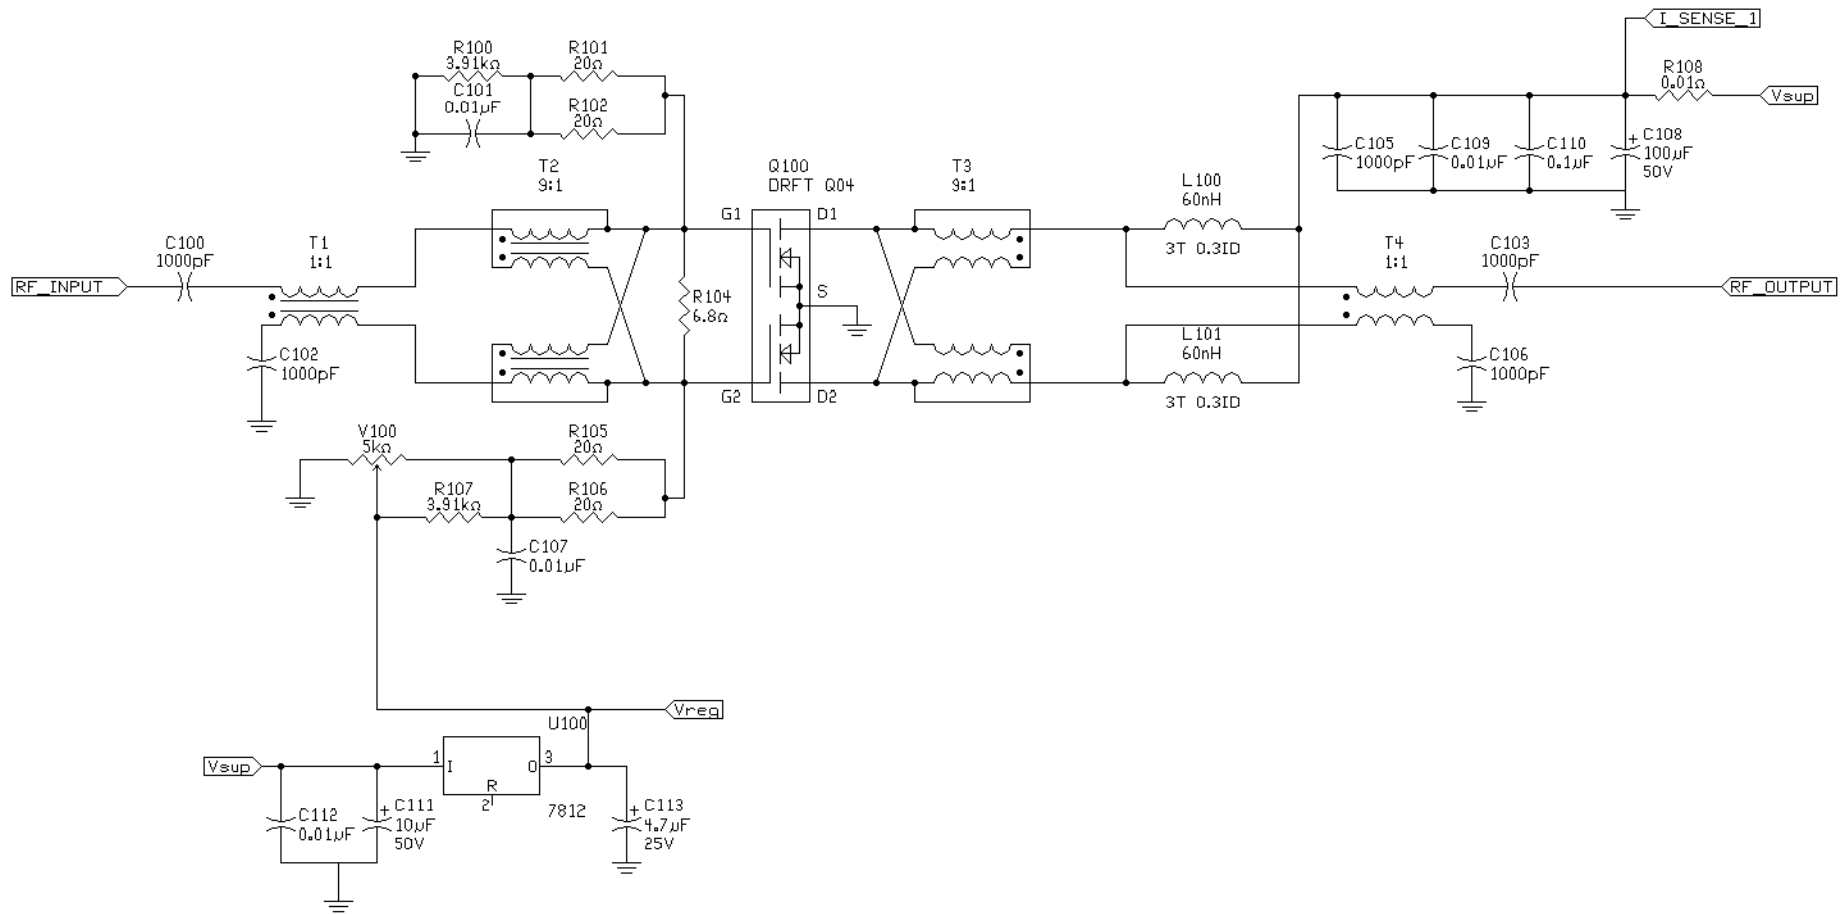 I_SENSE_1
R100
3.91kΩ
C101
0.01µF
R101
20Ω
R102
20Ω
R108
0.01Ω
Vsup
C105
1000pF
C109
0.01µF
C110
0.1µF
C108
100µF
50V
T2
9:1
Q100
DRFT Q04
T3
9:1
L100
60nH
3T 0.3ID
G1
D1
C100
1000pF
T1
1:1
T4
1:1
C103
1000pF
RF_INPUT
R104
6.8Ω
S
RF_OUTPUT
C102
1000pF
L101
60nH
3T 0.3ID
C106
1000pF
G2
D2
V100
5kΩ
R105
20Ω
R107
3.91kΩ
R106
20Ω
C107
0.01µF
Vreg
U100
Vsup
1
I
O
3
R
2
7812
C112
0.01µF
C111
10µF
50V
C113
4.7µF
25V